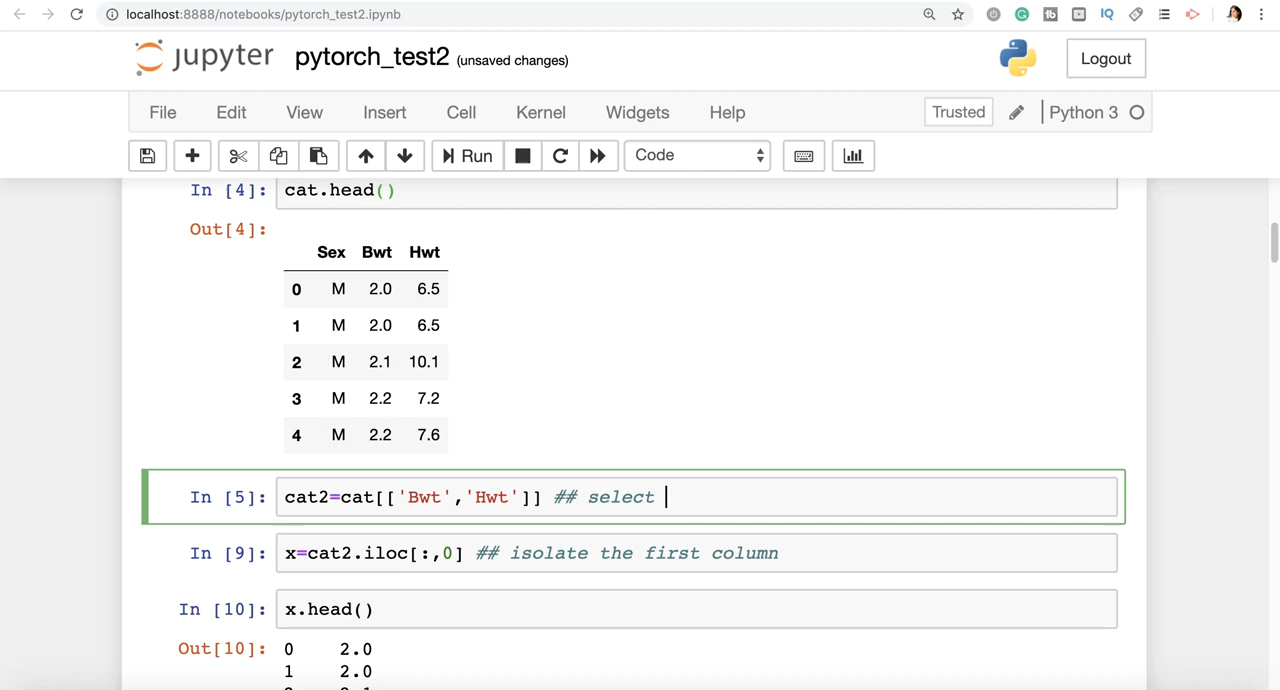 localhost:8888/notebooks/pytorch_test2.ipynb
jupyter pytorch_test2 (unsaved changes)
Logout
File Edit View Insert Cell Kernel Widgets Help Trusted Python 3
Run Code
In [4]: cat.head()
Out[4]:
Sex Bwt Hwt
0 M 2.0 6.5
1 M 2.0 6.5
2 M 2.1 10.1
3 M 2.2 7.2
4 M 2.2 7.6
In [5]: cat2=cat[['Bwt','Hwt']] ## select
In [9]: x=cat2.iloc[:,0] ## isolate the first column
In [10]: x.head()
Out[10]: 0 2.0
1 2.0